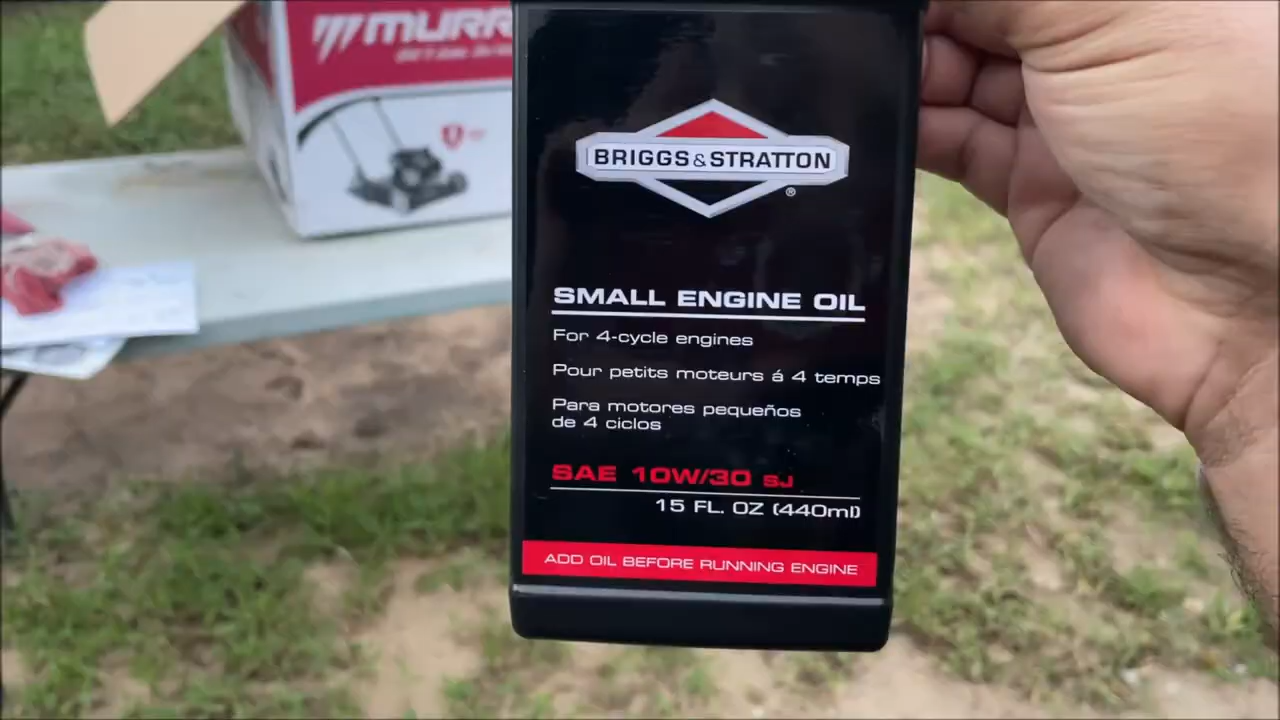 BRIGGS & STRATTON
®
SMALL ENGINE OIL
For 4-cycle engines
Pour petits moteurs á 4 temps
Para motores pequeños
de 4 ciclos
SAE 10W/30 SJ
15 FL. OZ (440ml)
ADD OIL BEFORE RUNNING ENGINE